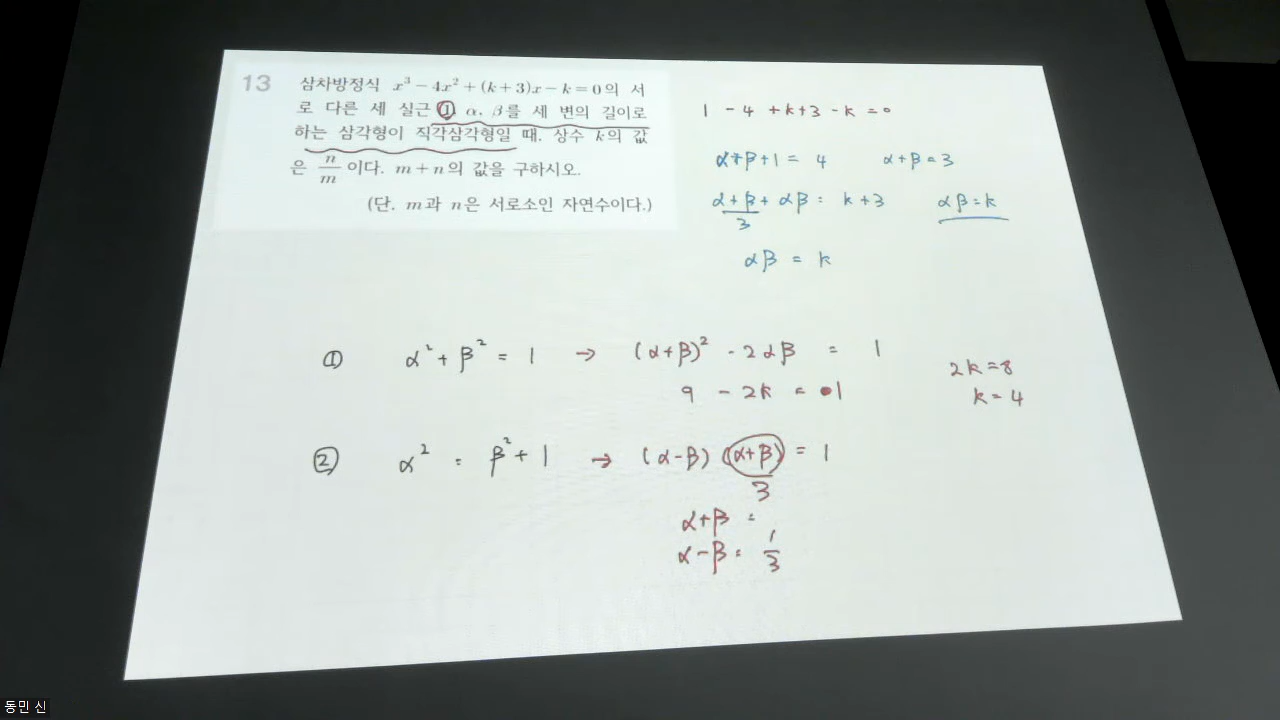 13 삼차방정식 x³-4x²+(k+3)x-k=0의 서
로 다른 세 실근 1, α, β를 세 변의 길이로
하는 삼각형이 직각삼각형일 때, 상수 k의 값
은 n/m이다. m+n의 값을 구하시오.
(단, m과 n은 서로소인 자연수이다.)
1 - 4 + k+3 - k = 0
α+β+1 = 4 α+β=3
α+β+αβ = k+3 αβ=k
3
αβ = k
① α²+β² = 1 → (α+β)² - 2αβ = 1
9 - 2k = 1
2k=8
k=4
② α² = β²+1 → (α-β)(α+β) = 1
3
α+β =
α-β = 1/3
동민 신